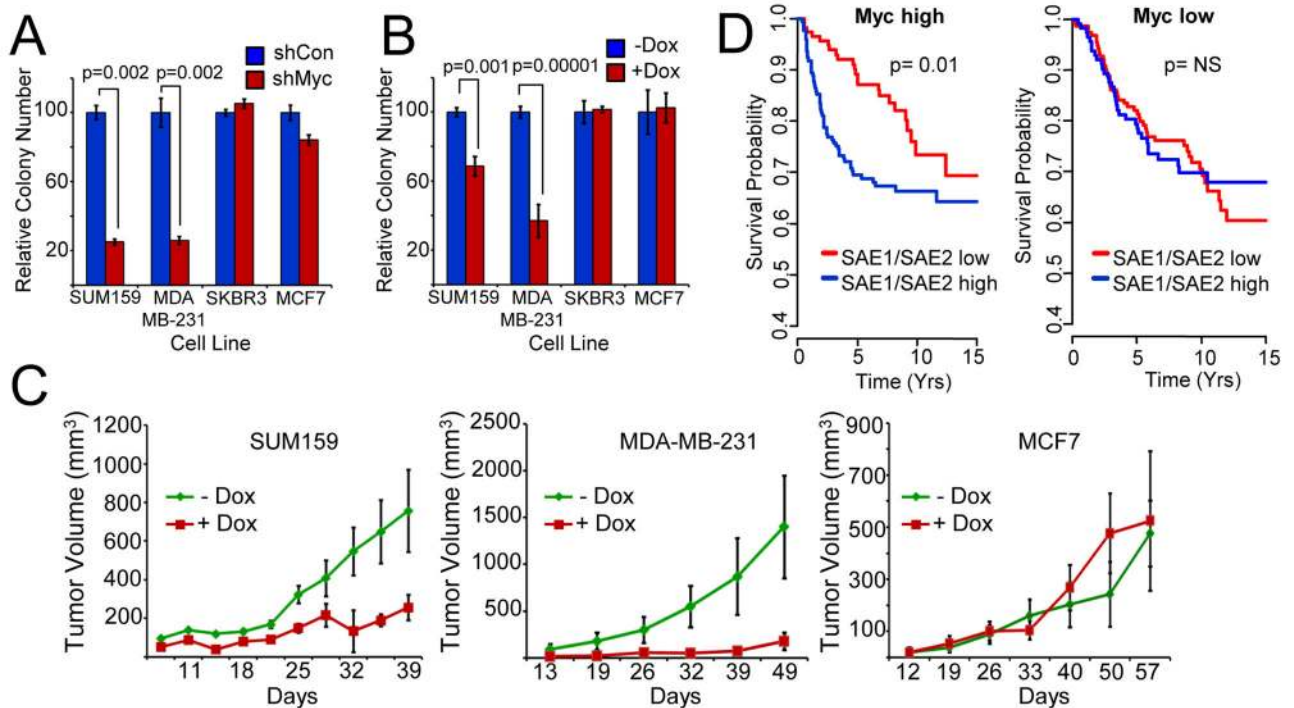 A
shCon
shMyc
p=0.002
p=0.002
Relative Colony Number
100
60
20
SUM159
MDA
MB-231
SKBR3
MCF7
Cell Line
B
-Dox
+Dox
p=0.001
p=0.00001
Relative Colony Number
100
60
20
SUM159
MDA
MB-231
SKBR3
MCF7
Cell Line
D
Myc high
p= 0.01
Survival Probability
1.0
0.9
0.8
0.7
0.6
0.5
0.4
SAE1/SAE2 low
SAE1/SAE2 high
0
5
10
15
Time (Yrs)
Myc low
p= NS
Survival Probability
1.0
0.9
0.8
0.7
0.6
0.5
0.4
SAE1/SAE2 low
SAE1/SAE2 high
0
5
10
15
Time (Yrs)
C
SUM159
- Dox
+ Dox
Tumor Volume (mm³)
1200
1000
800
600
400
200
11
18
25
32
39
Days
MDA-MB-231
- Dox
+ Dox
Tumor Volume (mm³)
2500
2000
1500
1000
500
13
19
26
32
39
49
Days
MCF7
- Dox
+ Dox
Tumor Volume (mm³)
900
700
500
300
100
12
19
26
33
40
50
57
Days